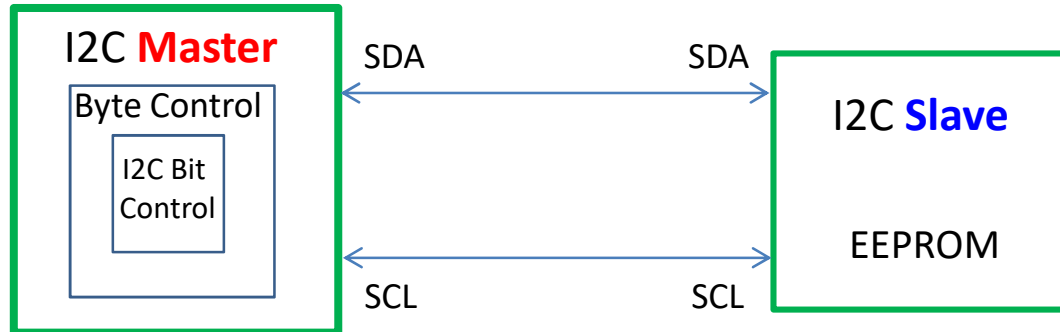 I2C Master
Byte Control
I2C Bit
Control
SDA
SDA
SCL
SCL
I2C Slave
EEPROM